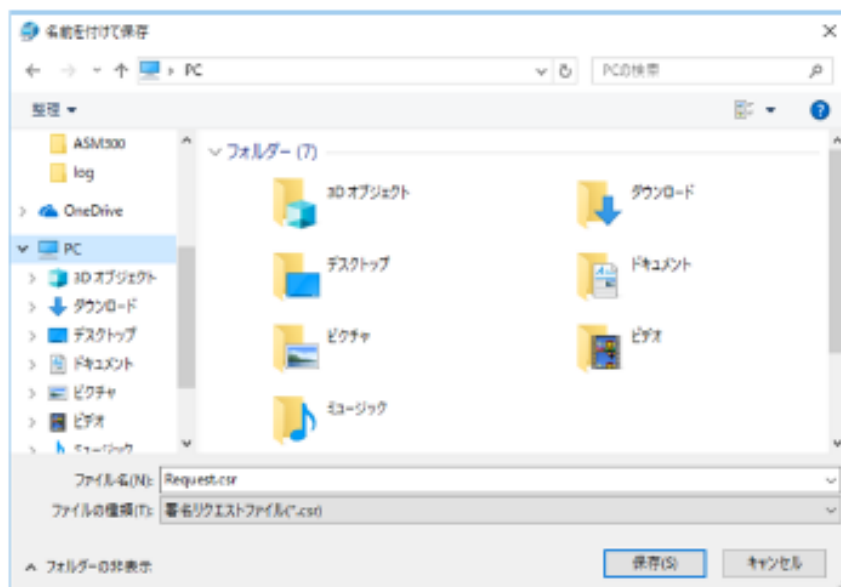 名前を付けて保存
PC
PCの検索
整理
ASM300
log
OneDrive
PC
3D オブジェクト
ダウンロード
デスクトップ
ドキュメント
ピクチャ
ビデオ
ミュージック
フォルダー (7)
3D オブジェクト
ダウンロード
デスクトップ
ドキュメント
ピクチャ
ビデオ
ミュージック
ファイル名(N): Request.csr
ファイルの種類(T): 署名リクエストファイル(*.csr)
フォルダーの非表示
保存(S)
キャンセル